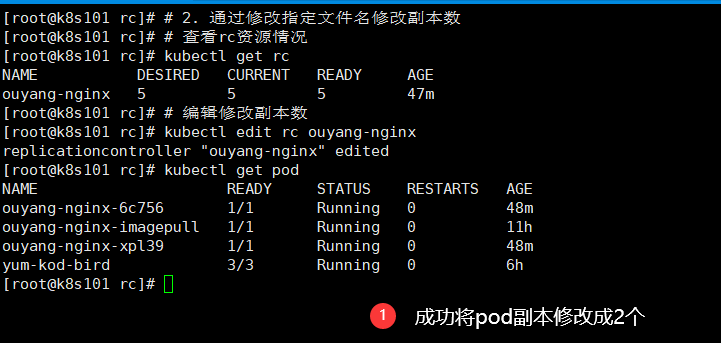 [root@k8s101 rc]# # 2. 通过修改指定文件名修改副本数
[root@k8s101 rc]# # 查看rc资源情况
[root@k8s101 rc]# kubectl get rc
NAME DESIRED CURRENT READY AGE
ouyang-nginx 5 5 5 47m
[root@k8s101 rc]# # 编辑修改副本数
[root@k8s101 rc]# kubectl edit rc ouyang-nginx
replicationcontroller "ouyang-nginx" edited
[root@k8s101 rc]# kubectl get pod
NAME READY STATUS RESTARTS AGE
ouyang-nginx-6c756 1/1 Running 0 48m
ouyang-nginx-imagepull 1/1 Running 0 11h
ouyang-nginx-xpl39 1/1 Running 0 48m
yum-kod-bird 3/3 Running 0 6h
[root@k8s101 rc]#
1 成功将pod副本修改成2个